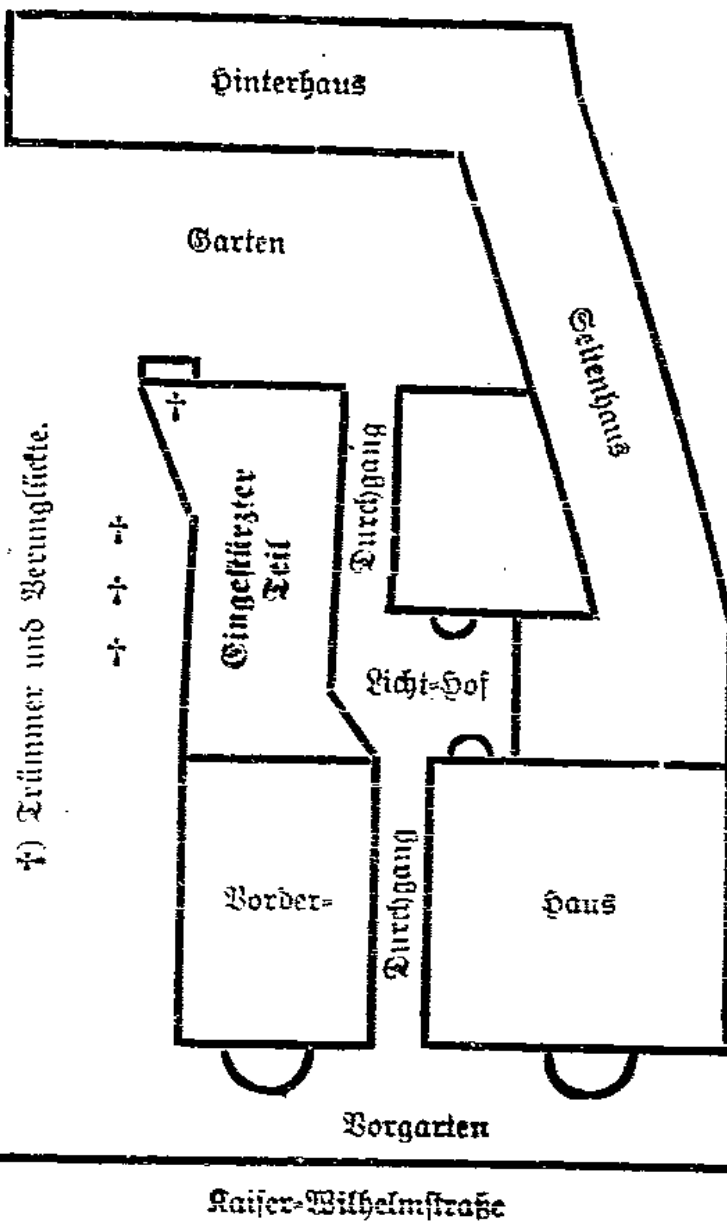 Hinterhaus
Garten
Seitenhaus
†
Durchgang
Eingestürzter
Teil
†
†
†
†) Trümmer und Verunglückte.
Licht-Hof
Vorder-
Durchgang
Haus
Vorgarten
Kaiser-Wilhelmstraße